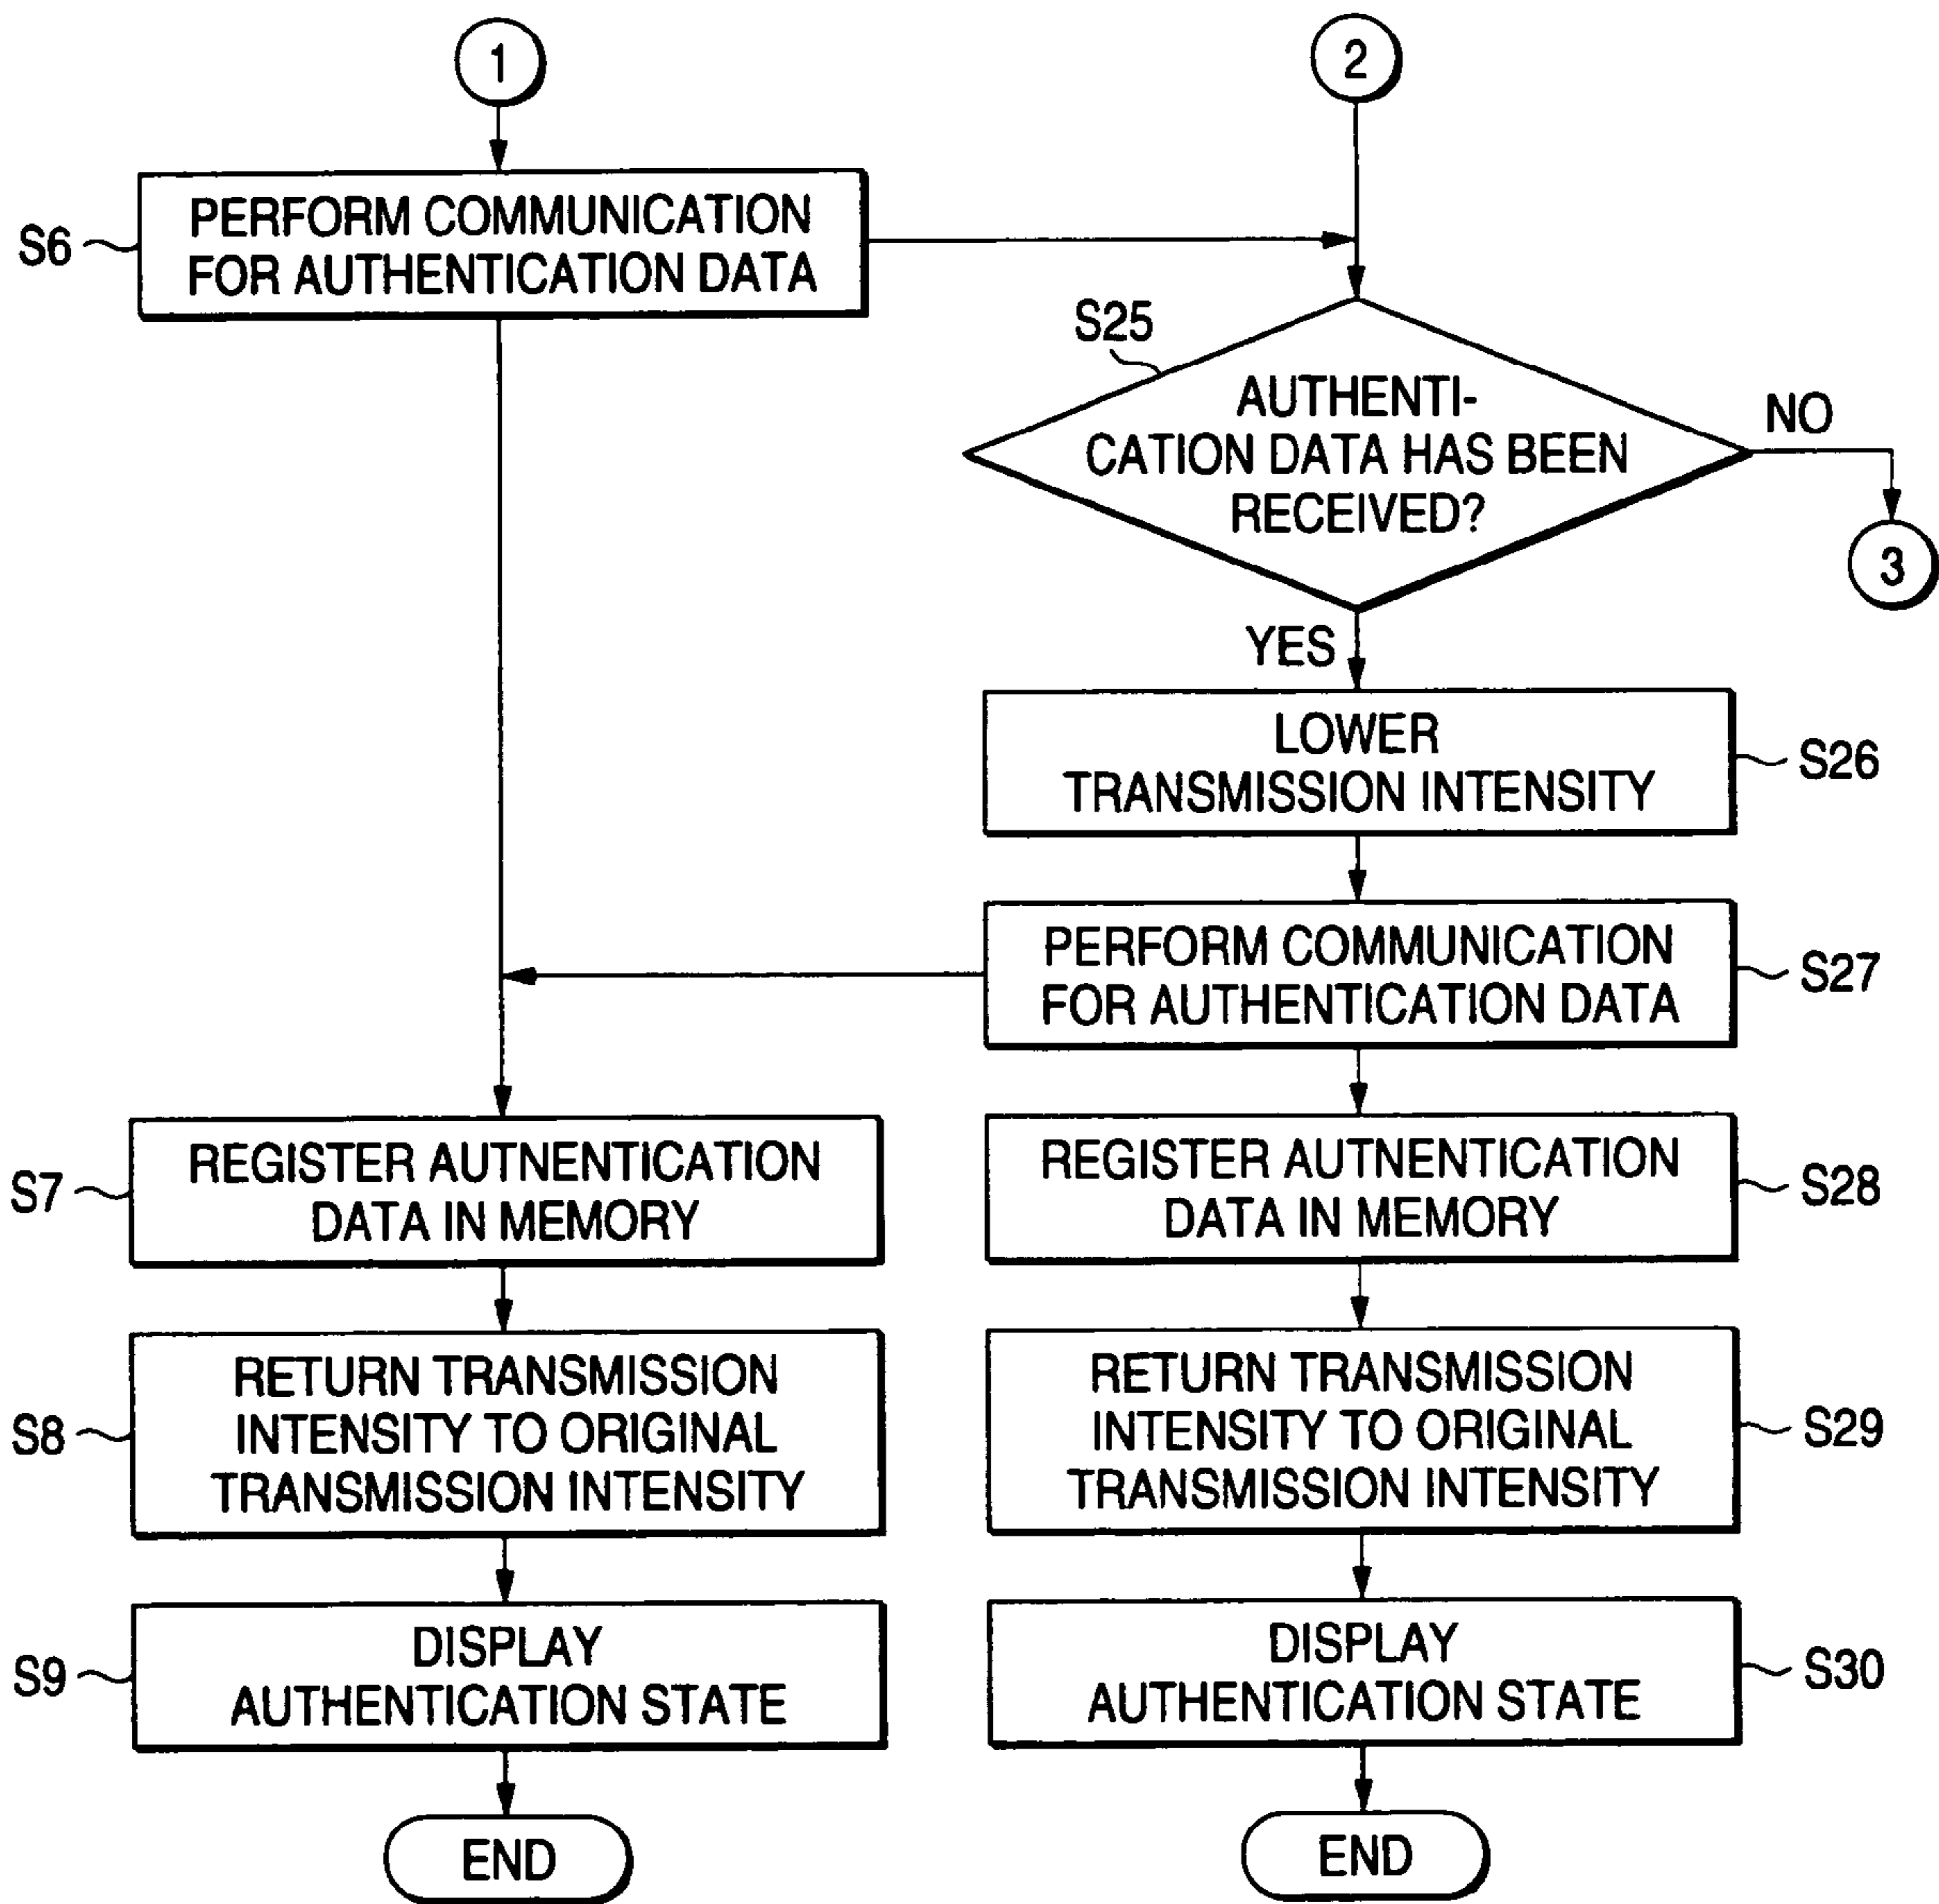 1
2
S6
PERFORM COMMUNICATION
FOR AUTHENTICATION DATA
S25
AUTHENTI-
CATION DATA HAS BEEN
RECEIVED?
NO
3
YES
LOWER
TRANSMISSION INTENSITY
S26
PERFORM COMMUNICATION
FOR AUTHENTICATION DATA
S27
S7
REGISTER AUTNENTICATION
DATA IN MEMORY
REGISTER AUTNENTICATION
DATA IN MEMORY
S28
S8
RETURN TRANSMISSION
INTENSITY TO ORIGINAL
TRANSMISSION INTENSITY
RETURN TRANSMISSION
INTENSITY TO ORIGINAL
TRANSMISSION INTENSITY
S29
S9
DISPLAY
AUTHENTICATION STATE
DISPLAY
AUTHENTICATION STATE
S30
END
END